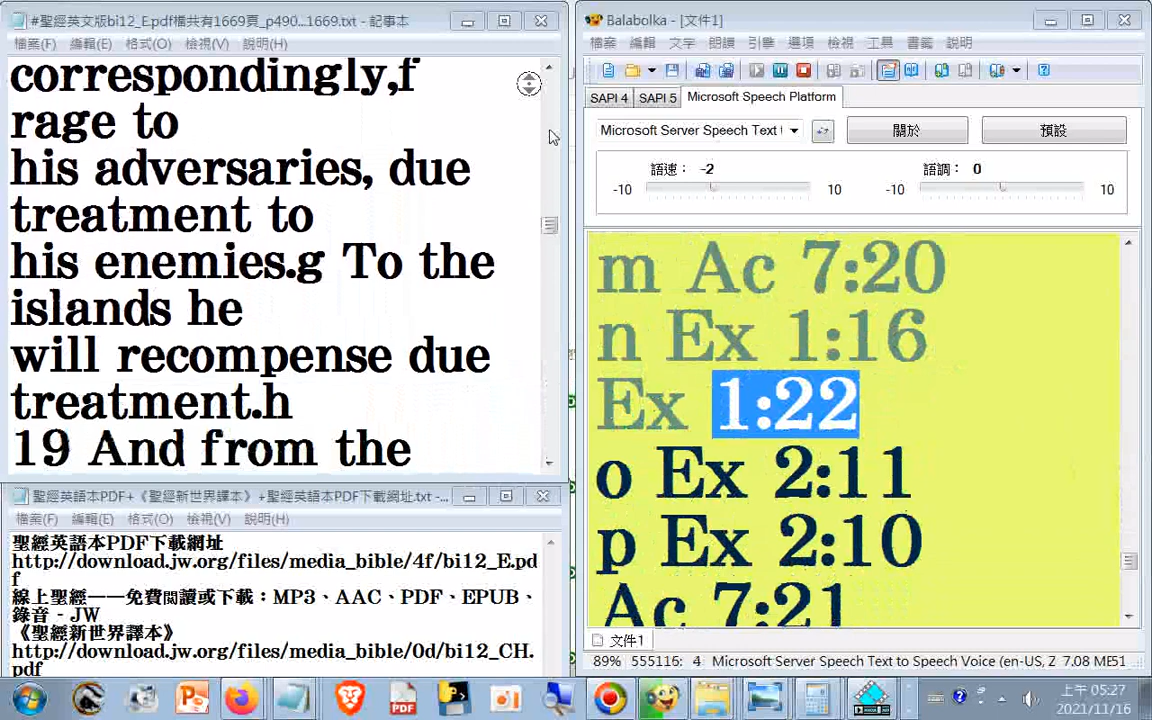 #聖經英文版bi12_E.pdf檔共有1669頁_p490...1669.txt - 記事本
檔案(F) 編輯(E) 格式(O) 檢視(V) 說明(H)
correspondingly,f
rage to
his adversaries, due
treatment to
his enemies.g To the
islands he
will recompense due
treatment.h
19 And from the
聖經英語本PDF+《聖經新世界譯本》+聖經英語本PDF下載網址.txt -...
檔案(F) 編輯(E) 格式(O) 檢視(V) 說明(H)
聖經英語本PDF下載網址
http://download.jw.org/files/media_bible/4f/bi12_E.pd
f
線上聖經——免費閱讀或下載：MP3、AAC、PDF、EPUB、
錄音 - JW
《聖經新世界譯本》
http://download.jw.org/files/media_bible/0d/bi12_CH.
pdf
Balabolka - [文件1]
檔案 編輯 文字 朗讀 引擎 選項 檢視 工具 書籤 說明
SAPI 4 SAPI 5 Microsoft Speech Platform
Microsoft Server Speech Text 關於 預設
語速： -2 語調： 0
-10 10 -10 10
m Ac 7:20
n Ex 1:16
Ex 1:22
o Ex 2:11
p Ex 2:10
Ac 7:21
文件1
89% 555116: 4 Microsoft Server Speech Text to Speech Voice (en-US, Z 7.08 ME51
上午 05:27
2021/11/16